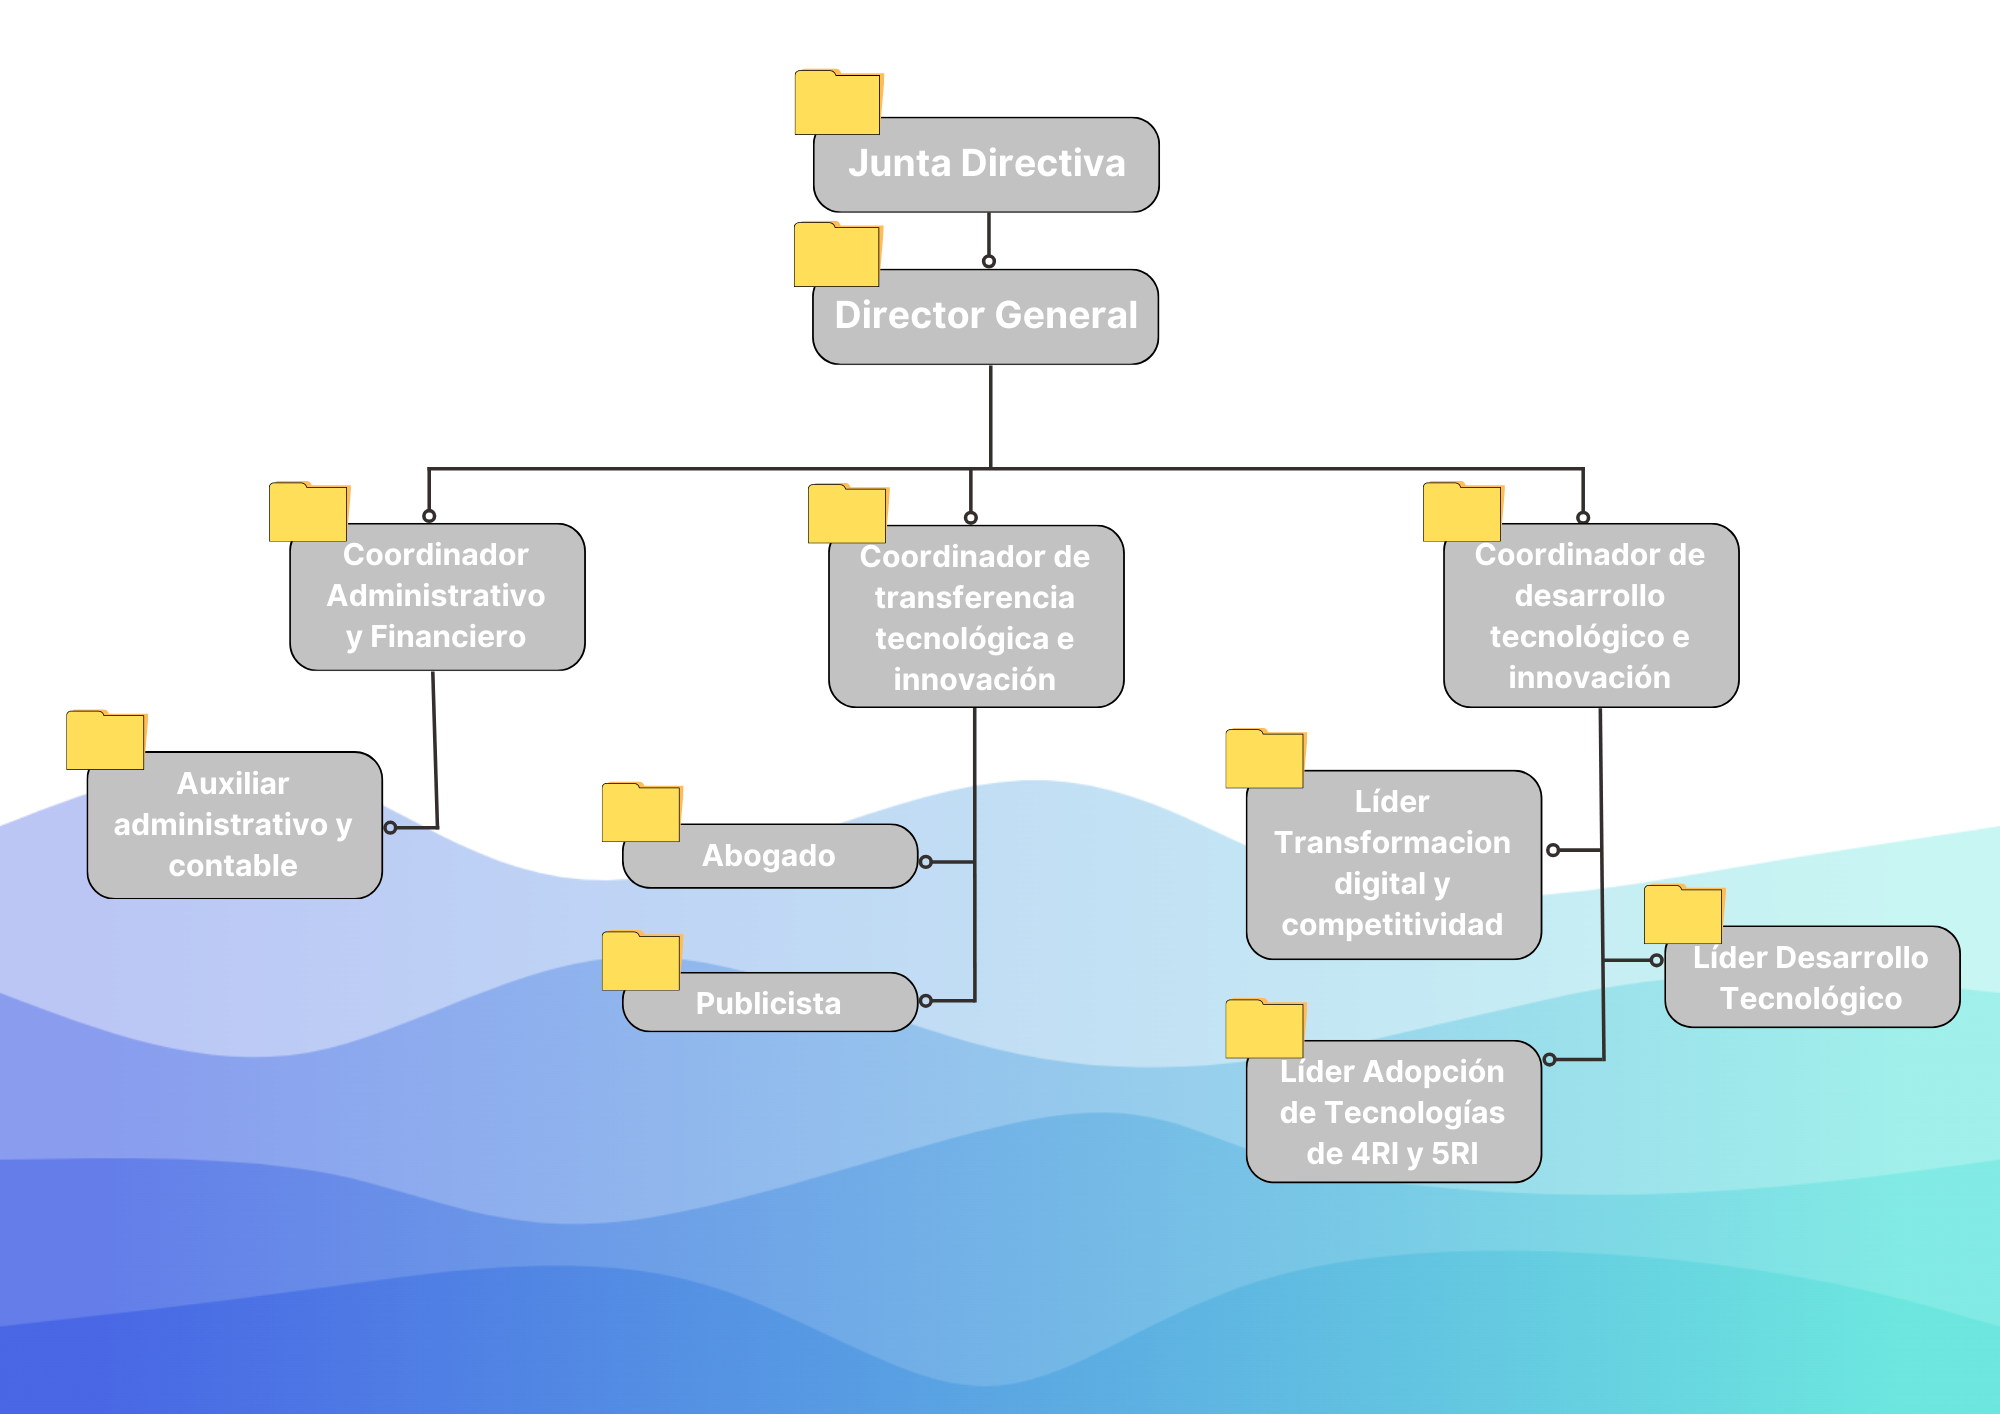 Junta Directiva
Director General
Coordinador
Administrativo
y Financiero
Coordinador de
transferencia
tecnológica e
innovación
Coordinador de
desarrollo
tecnológico e
innovación
Auxiliar
administrativo y
contable
Abogado
Publicista
Líder
Transformacion
digital y
competitividad
Líder Desarrollo
Tecnológico
Líder Adopción
de Tecnologías
de 4RI y 5RI